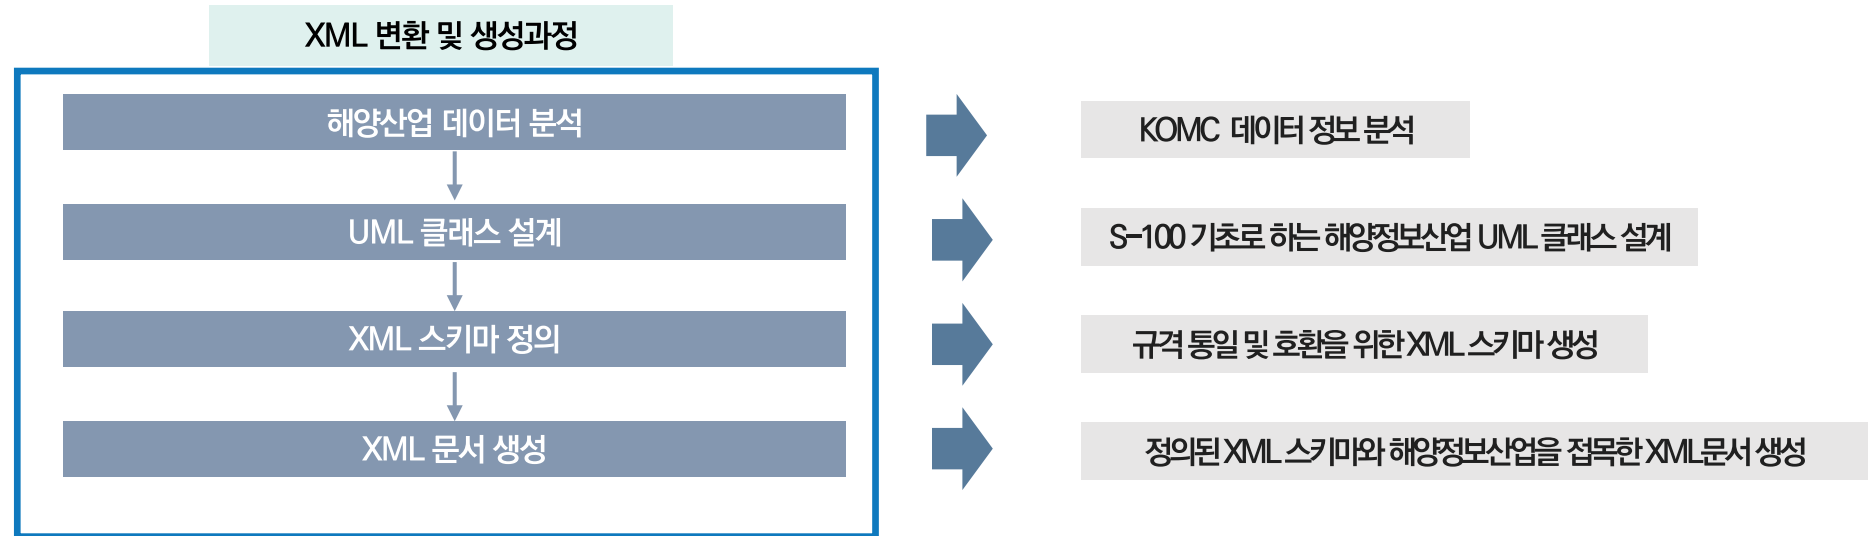 XML 변환 및 생성과정
해양산업 데이터 분석
KOMC 데이터 정보 분석
UML 클래스 설계
S-100 기초로 하는 해양정보산업 UML 클래스 설계
XML 스키마 정의
규격 통일 및 호환을 위한 XML 스키마 생성
XML 문서 생성
정의된 XML 스키마와 해양정보산업을 접목한 XML문서 생성